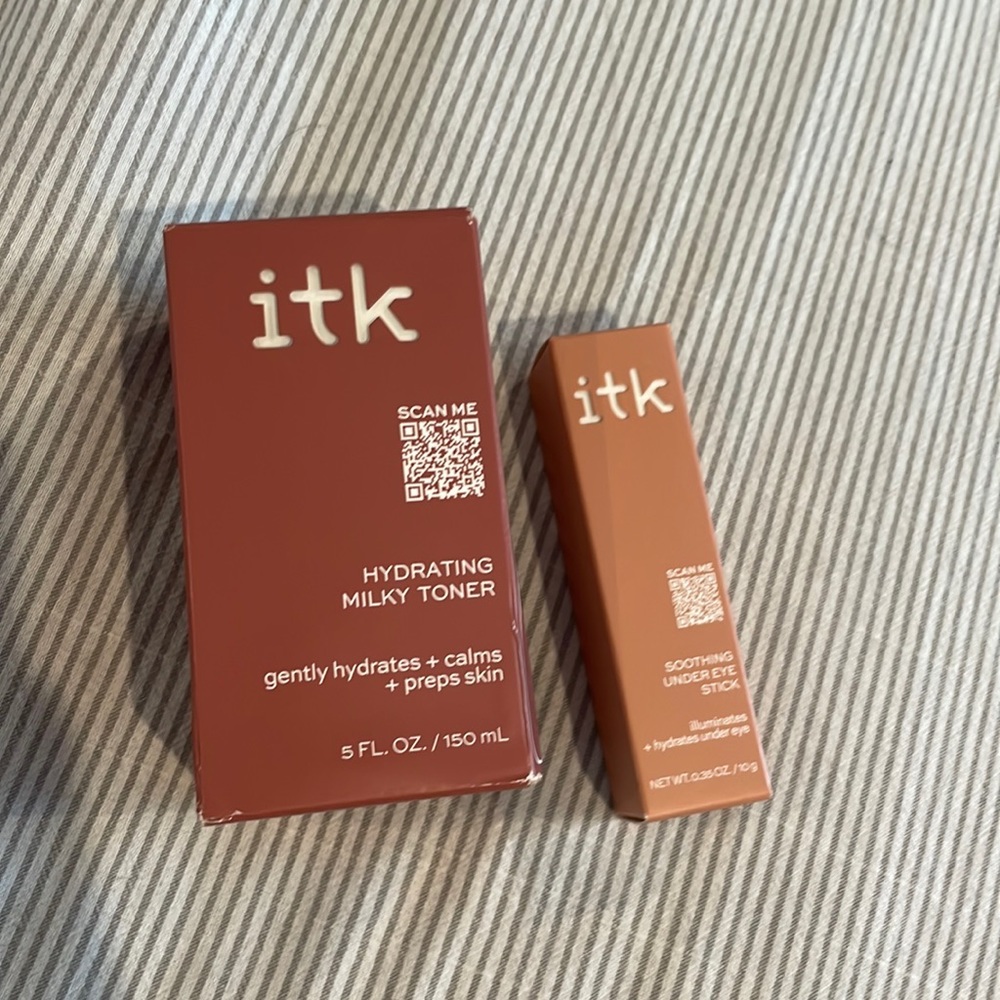 itk
SCAN ME
HYDRATING
MILKY TONER
gently hydrates + calms
+ preps skin
5 FL. OZ. / 150 mL
itk
SCAN ME
SOOTHING
UNDER EYE
STICK
illuminates
+ hydrates under eye
NET WT. 0.35 OZ. / 10 g